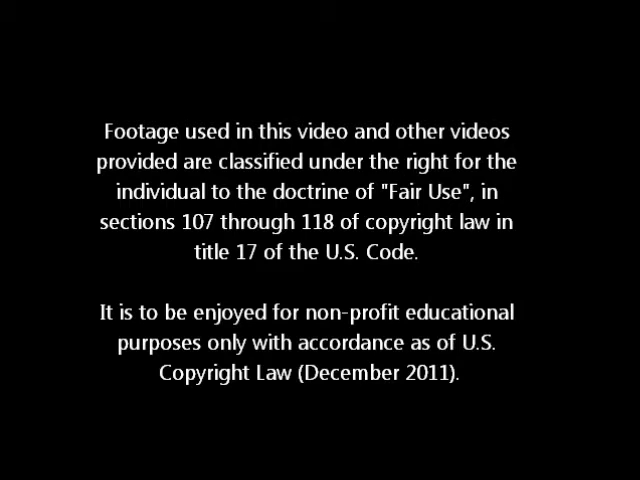 Footage used in this video and other videos
provided are classified under the right for the
individual to the doctrine of "Fair Use", in
sections 107 through 118 of copyright law in
title 17 of the U.S. Code.
It is to be enjoyed for non-profit educational
purposes only with accordance as of U.S.
Copyright Law (December 2011).